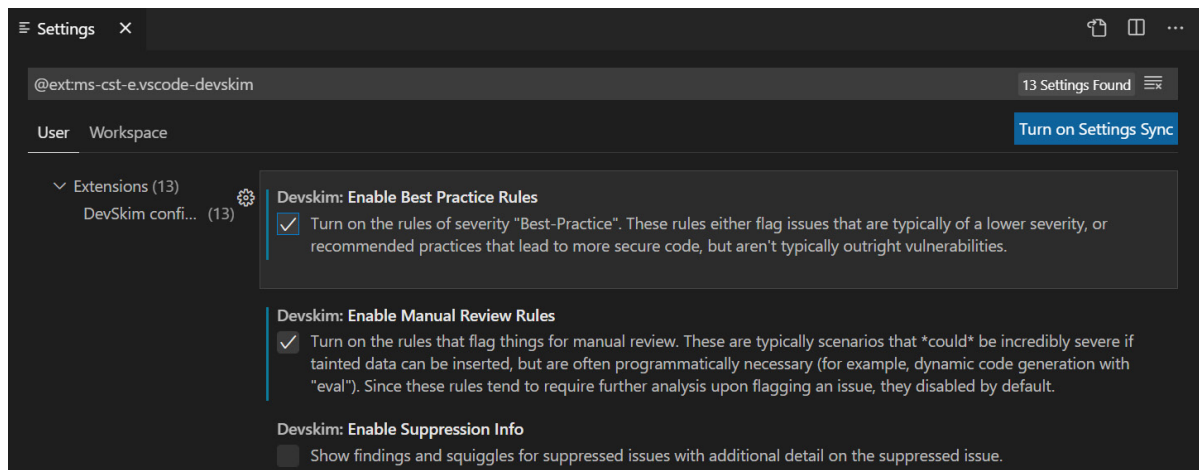 Settings
@ext:ms-cst-e.vscode-devskim
13 Settings Found
User Workspace
Turn on Settings Sync
Extensions (13)
DevSkim confi... (13)
Devskim: Enable Best Practice Rules
Turn on the rules of severity "Best-Practice". These rules either flag issues that are typically of a lower severity, or
recommended practices that lead to more secure code, but aren't typically outright vulnerabilities.
Devskim: Enable Manual Review Rules
Turn on the rules that flag things for manual review. These are typically scenarios that *could* be incredibly severe if
tainted data can be inserted, but are often programmatically necessary (for example, dynamic code generation with
"eval"). Since these rules tend to require further analysis upon flagging an issue, they disabled by default.
Devskim: Enable Suppression Info
Show findings and squiggles for suppressed issues with additional detail on the suppressed issue.